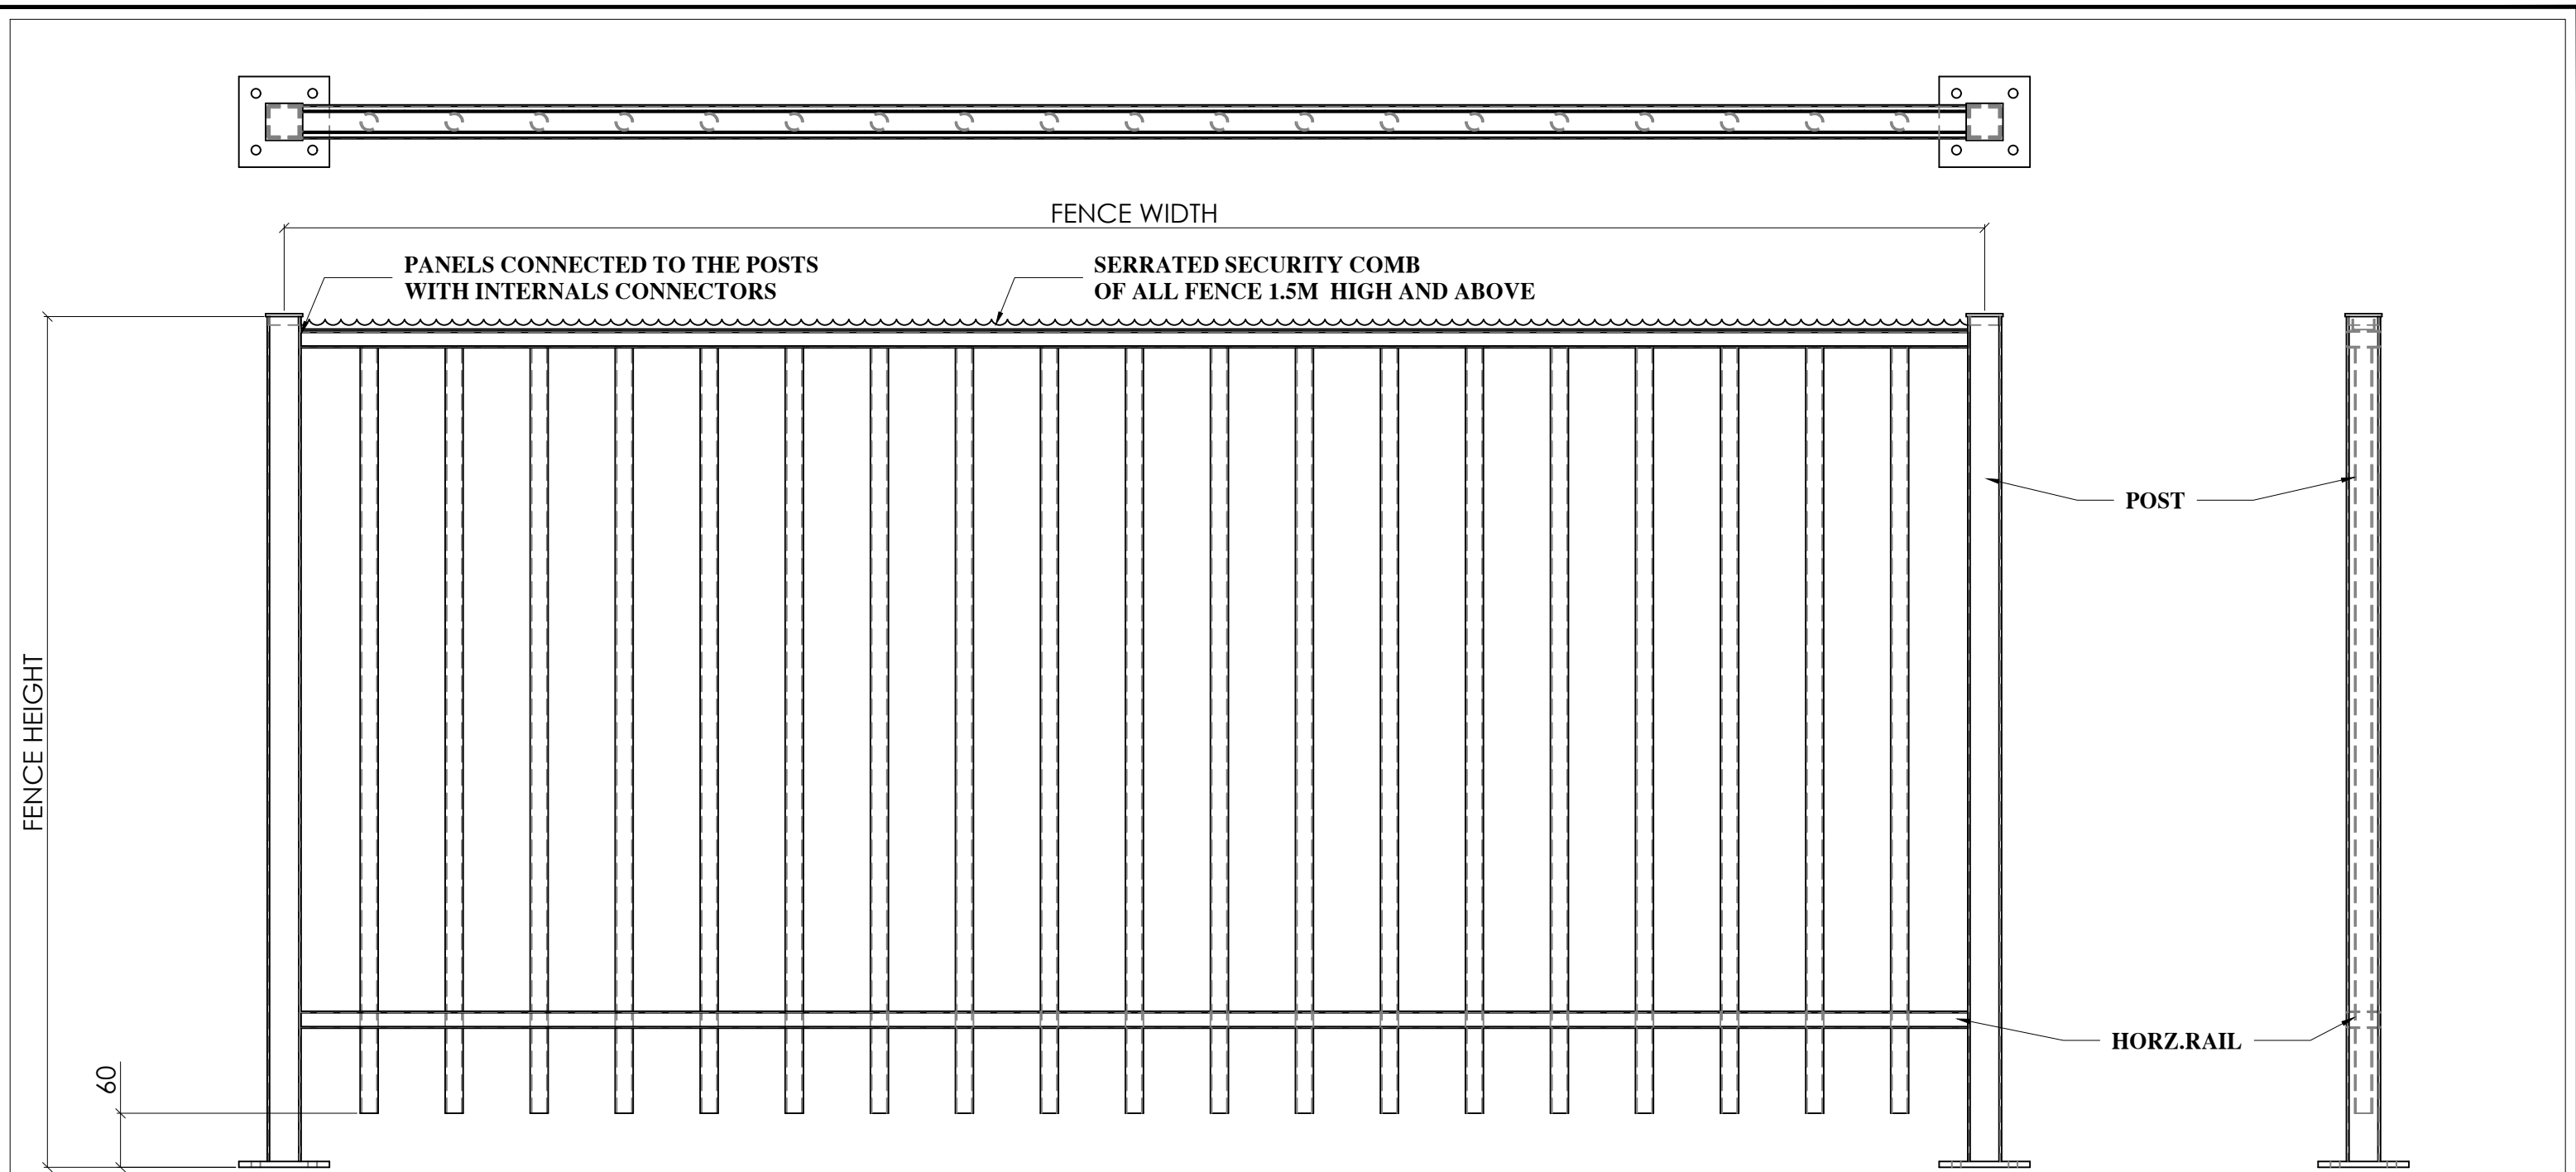 FENCE WIDTH
PANELS CONNECTED TO THE POSTS
WITH INTERNALS CONNECTORS
SERRATED SECURITY COMB
OF ALL FENCE 1.5M HIGH AND ABOVE
POST
FENCE HEIGHT
HORZ.RAIL
60